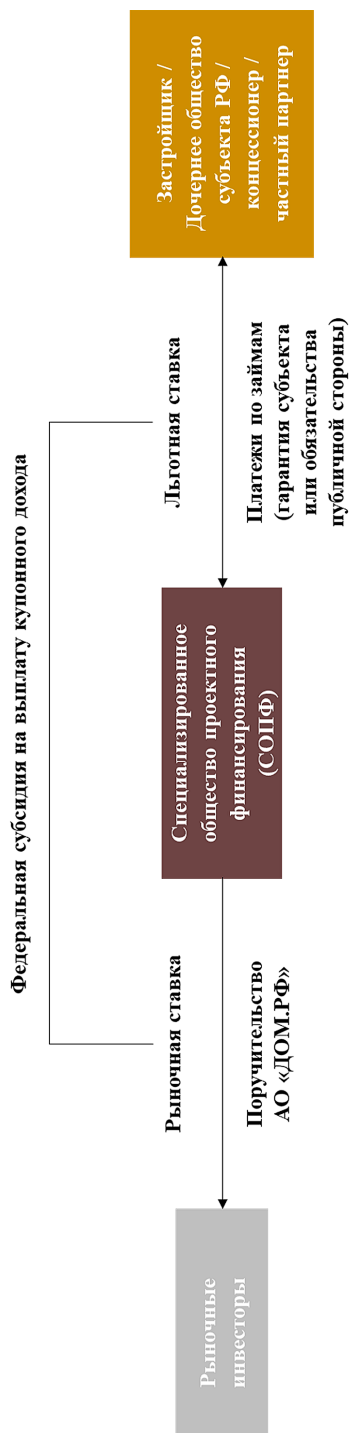 Федеральная субсидия на выплату купонного дохода
Рыночные
инвесторы
Рыночная ставка
Поручительство
АО «ДОМ.РФ»
Специализированное
общество проектного
финансирования
(СОПФ)
Льготная ставка
Платежи по займам
(гарантия субъекта
или обязательства
публичной стороны)
Застройщик /
Дочернее общество
субъекта РФ /
концессионер /
частный партнер